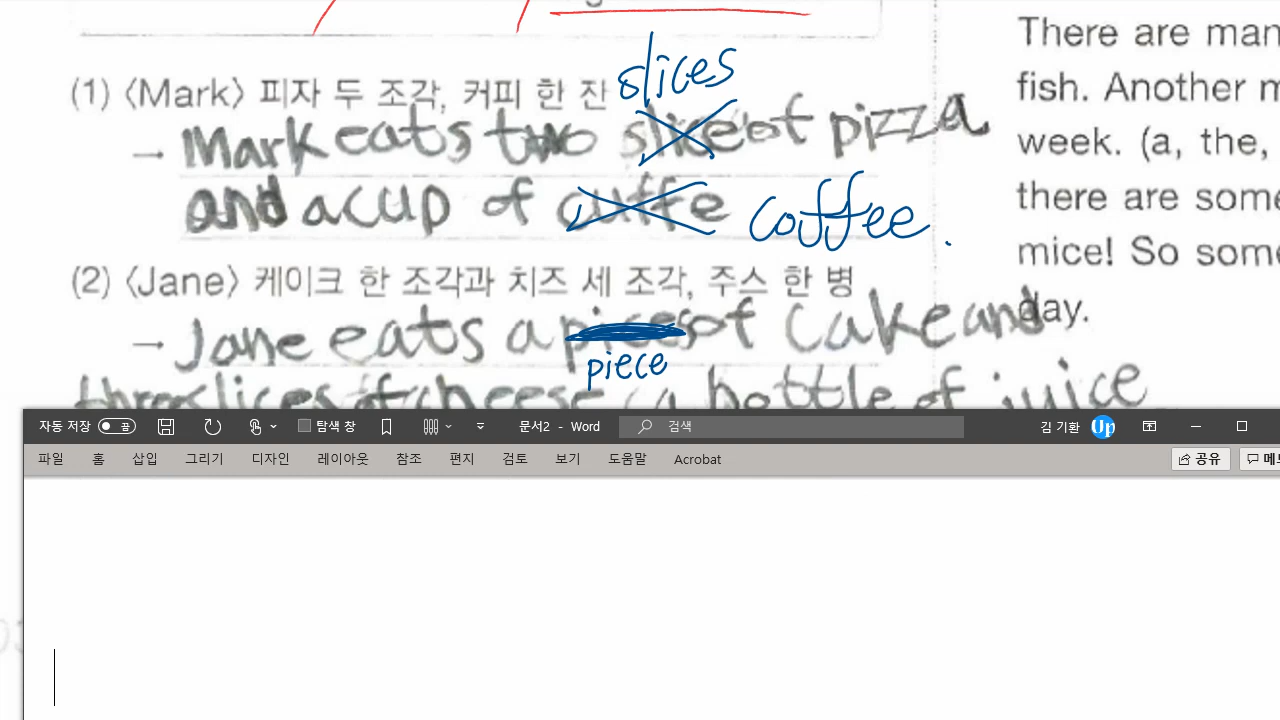 slices
(1) 〈Mark〉 피자 두 조각, 커피 한 잔
→ Mark eats two slice of pizza
and a cup of cuffe coffee.
(2) 〈Jane〉 케이크 한 조각과 치즈 세 조각, 주스 한 병
→ Jane eats a pices of cake and
piece
three slices of cheese a bottle of juice
There are man
fish. Another m
week. (a, the,
there are some
mice! So some
day.
자동 저장 끔 탐색 창 문서2 - Word 검색 김 기환 Up
파일 홈 삽입 그리기 디자인 레이아웃 참조 편지 검토 보기 도움말 Acrobat 공유 메